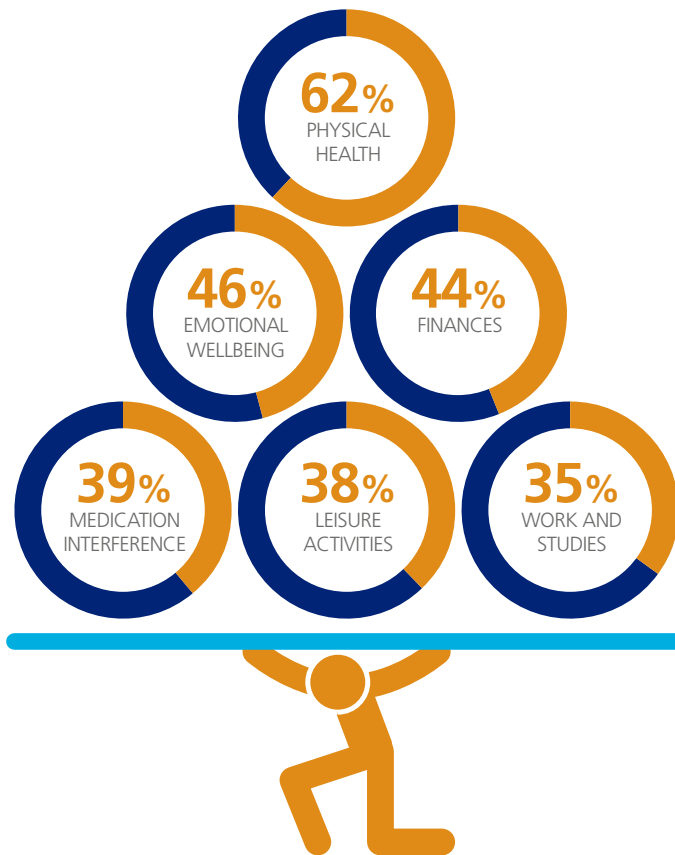 62%
PHYSICAL
HEALTH
46%
EMOTIONAL
WELLBEING
44%
FINANCES
39%
MEDICATION
INTERFERENCE
38%
LEISURE
ACTIVITIES
35%
WORK AND
STUDIES